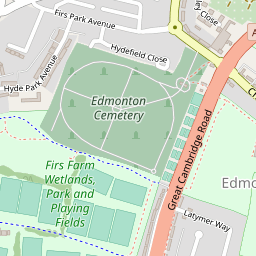 Firs Park Avenue
Hydefield Close
Hyde Park Avenue
Edmonton
Cemetery
Great Cambridge Road
Firs Farm
Wetlands,
Park and
Playing
Fields
Edmo
Latymer Way
Close